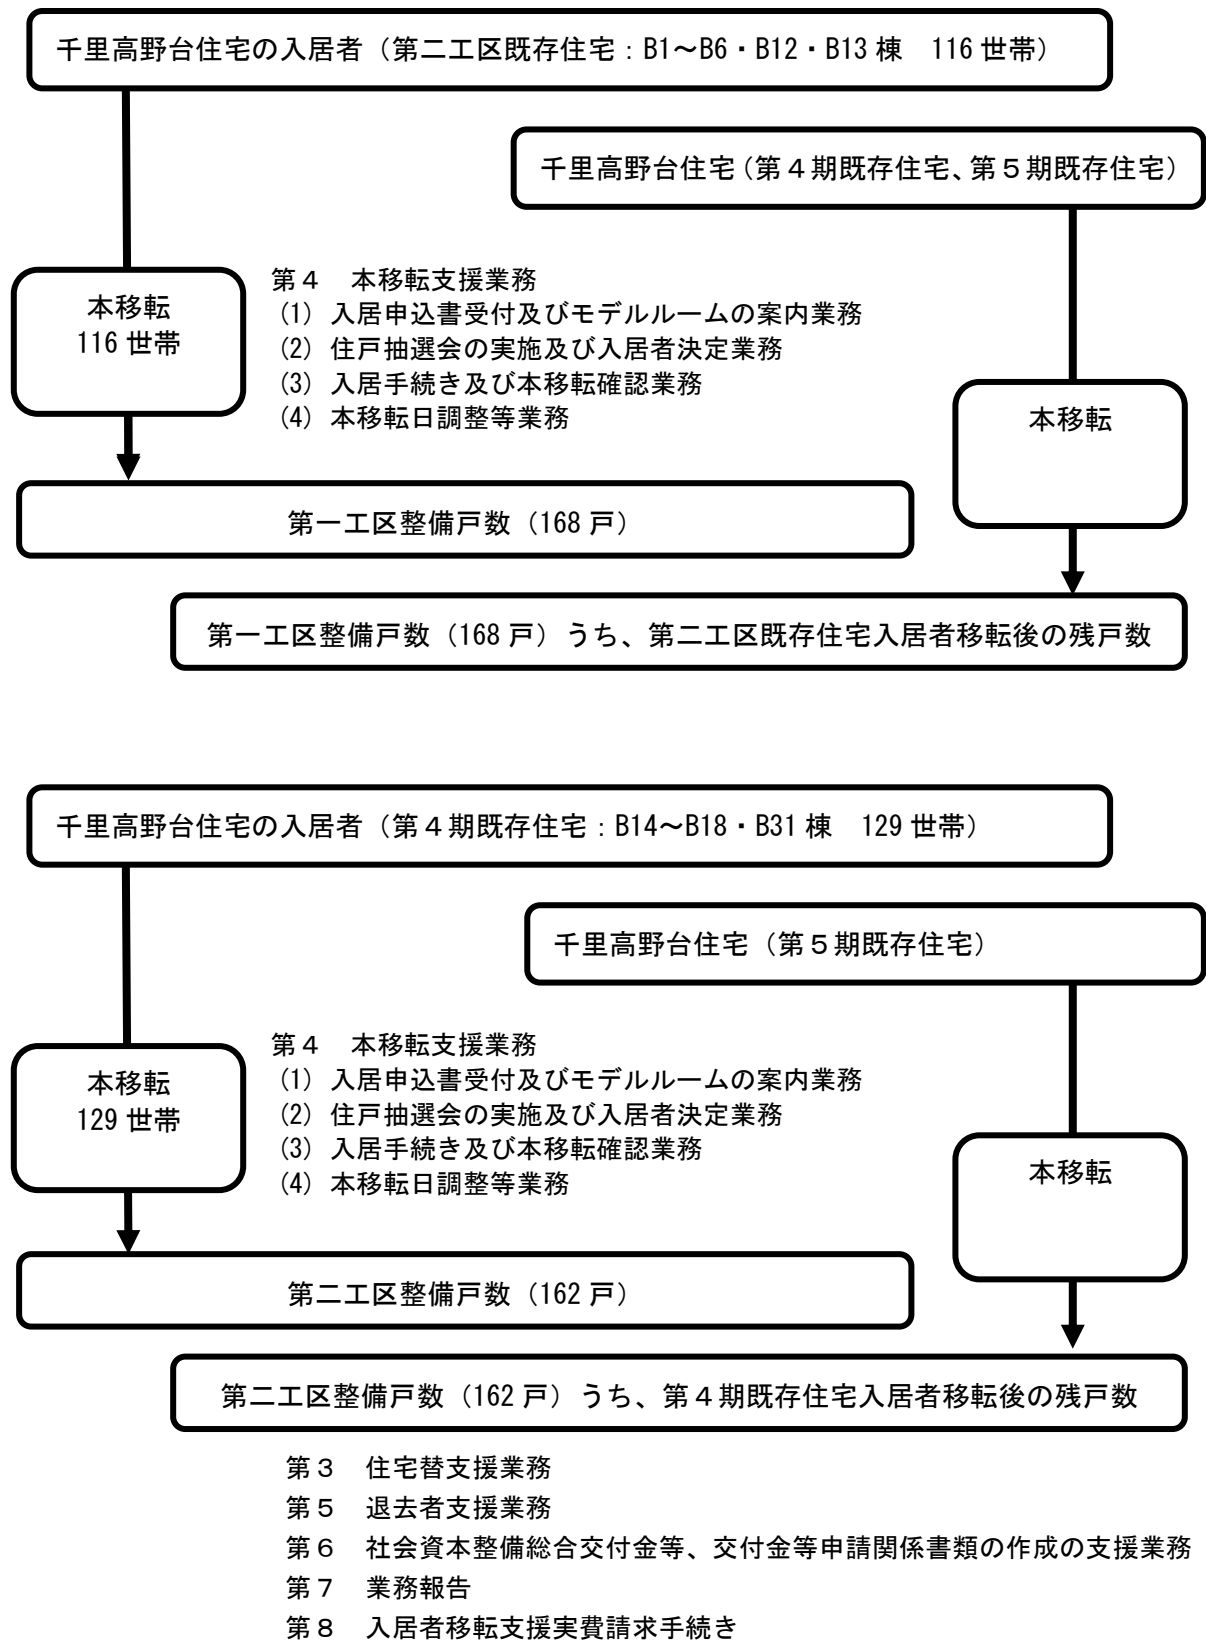 千里高野台住宅の入居者（第二工区既存住宅：B1～B6・B12・B13 棟　116 世帯）
千里高野台住宅（第４期既存住宅、第５期既存住宅）
本移転
116 世帯
第４　本移転支援業務
(1) 入居申込書受付及びモデルルームの案内業務
(2) 住戸抽選会の実施及び入居者決定業務
(3) 入居手続き及び本移転確認業務
(4) 本移転日調整等業務
本移転
第一工区整備戸数（168 戸）
第一工区整備戸数（168 戸）うち、第二工区既存住宅入居者移転後の残戸数
千里高野台住宅の入居者（第４期既存住宅：B14～B18・B31 棟　129 世帯）
千里高野台住宅（第５期既存住宅）
本移転
129 世帯
第４　本移転支援業務
(1) 入居申込書受付及びモデルルームの案内業務
(2) 住戸抽選会の実施及び入居者決定業務
(3) 入居手続き及び本移転確認業務
(4) 本移転日調整等業務
本移転
第二工区整備戸数（162 戸）
第二工区整備戸数（162 戸）うち、第４期既存住宅入居者移転後の残戸数
第３　住宅替支援業務
第５　退去者支援業務
第６　社会資本整備総合交付金等、交付金等申請関係書類の作成の支援業務
第７　業務報告
第８　入居者移転支援実費請求手続き